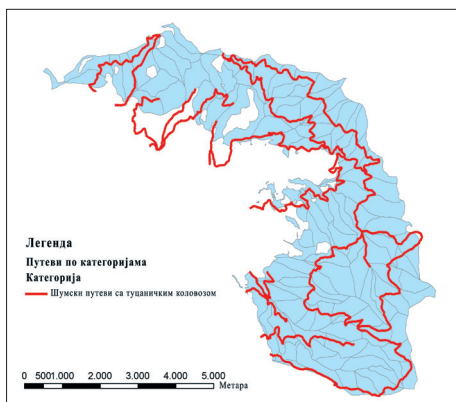 Легенда
Путеви по категоријама
Категорија
Шумски путеви са туцаничким коловозом
0 5001.000 2.000 3.000 4.000 5.000
Метара